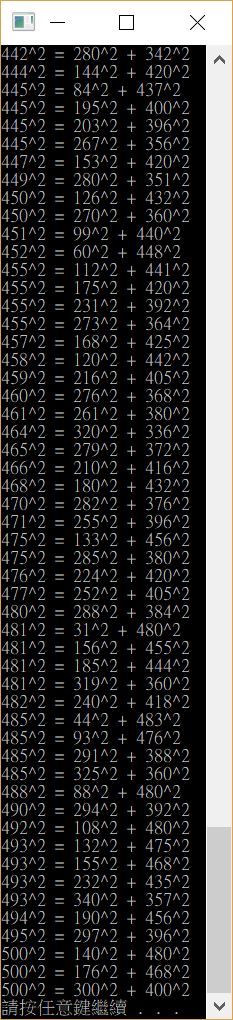 442^2 = 280^2 + 342^2
444^2 = 144^2 + 420^2
445^2 = 84^2 + 437^2
445^2 = 195^2 + 400^2
445^2 = 203^2 + 396^2
445^2 = 267^2 + 356^2
447^2 = 153^2 + 420^2
449^2 = 280^2 + 351^2
450^2 = 126^2 + 432^2
450^2 = 270^2 + 360^2
451^2 = 99^2 + 440^2
452^2 = 60^2 + 448^2
455^2 = 112^2 + 441^2
455^2 = 175^2 + 420^2
455^2 = 231^2 + 392^2
455^2 = 273^2 + 364^2
457^2 = 168^2 + 425^2
458^2 = 120^2 + 442^2
459^2 = 216^2 + 405^2
460^2 = 276^2 + 368^2
461^2 = 261^2 + 380^2
464^2 = 320^2 + 336^2
465^2 = 279^2 + 372^2
466^2 = 210^2 + 416^2
468^2 = 180^2 + 432^2
470^2 = 282^2 + 376^2
471^2 = 255^2 + 396^2
475^2 = 133^2 + 456^2
475^2 = 285^2 + 380^2
476^2 = 224^2 + 420^2
477^2 = 252^2 + 405^2
480^2 = 288^2 + 384^2
481^2 = 31^2 + 480^2
481^2 = 156^2 + 455^2
481^2 = 185^2 + 444^2
481^2 = 319^2 + 360^2
482^2 = 240^2 + 418^2
485^2 = 44^2 + 483^2
485^2 = 93^2 + 476^2
485^2 = 291^2 + 388^2
485^2 = 325^2 + 360^2
488^2 = 88^2 + 480^2
490^2 = 294^2 + 392^2
492^2 = 108^2 + 480^2
493^2 = 132^2 + 475^2
493^2 = 155^2 + 468^2
493^2 = 232^2 + 435^2
493^2 = 340^2 + 357^2
494^2 = 190^2 + 456^2
495^2 = 297^2 + 396^2
500^2 = 140^2 + 480^2
500^2 = 176^2 + 468^2
500^2 = 300^2 + 400^2
請按任意鍵繼續 . . .